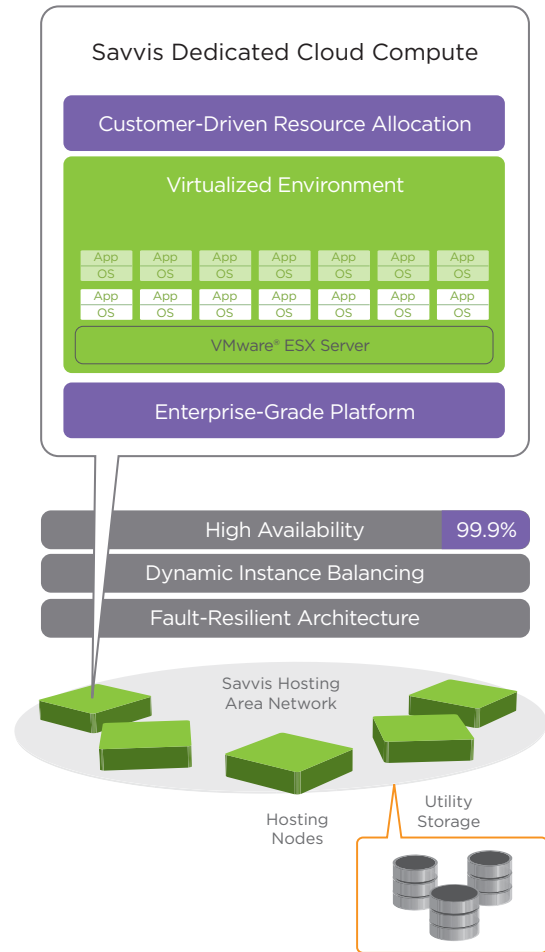 Savvis Dedicated Cloud Compute
Customer-Driven Resource Allocation
Virtualized Environment
App App App App App App App
OS OS OS OS OS OS OS
App App App App App App App
OS OS OS OS OS OS OS
VMware® ESX Server
Enterprise-Grade Platform
High Availability 99.9%
Dynamic Instance Balancing
Fault-Resilient Architecture
Savvis Hosting
Area Network
Hosting
Nodes
Utility
Storage